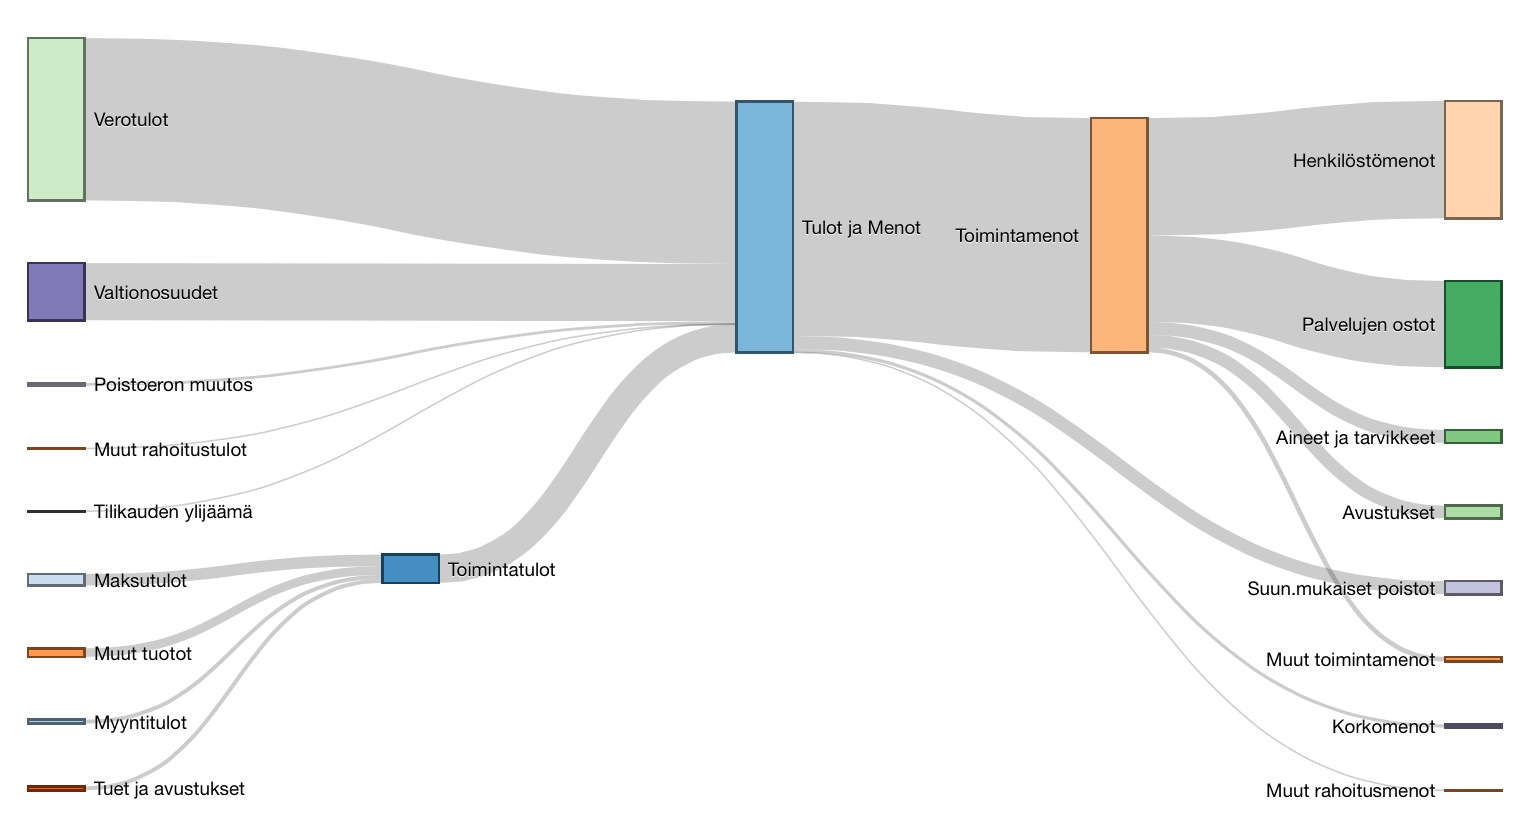 Verotulot
Valtionosuudet
Poistoeron muutos
Muut rahoitustulot
Tilikauden ylijäämä
Maksutulot
Muut tuotot
Myyntitulot
Tuet ja avustukset
Toimintatulot
Tulot ja Menot
Toimintamenot
Henkilöstömenot
Palvelujen ostot
Aineet ja tarvikkeet
Avustukset
Suun.mukaiset poistot
Muut toimintamenot
Korkomenot
Muut rahoitusmenot